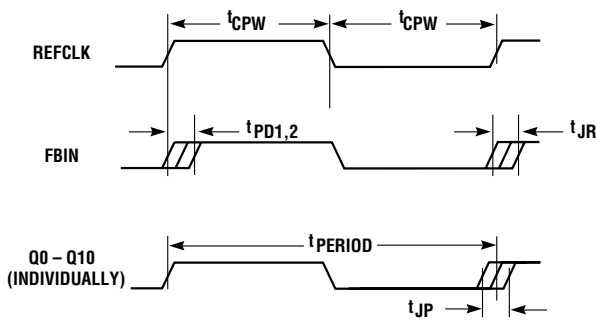 tCPW
tCPW
REFCLK
tPD1,2
tJR
FBIN
tPERIOD
Q0 – Q10
(INDIVIDUALLY)
tJP